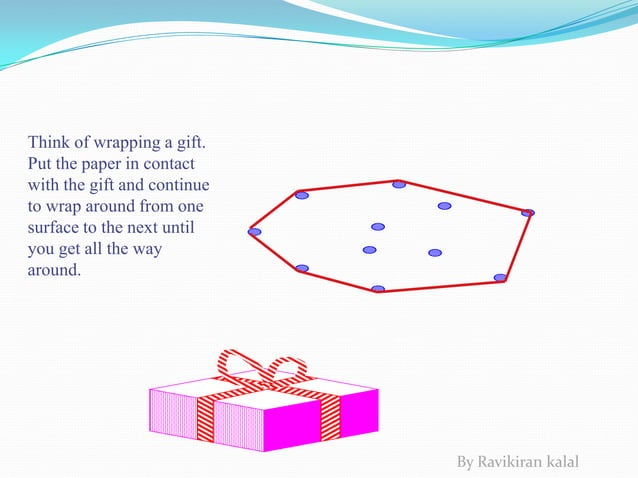 Think of wrapping a gift.
Put the paper in contact
with the gift and continue
to wrap around from one
surface to the next until
you get all the way
around.
By Ravikiran kalal